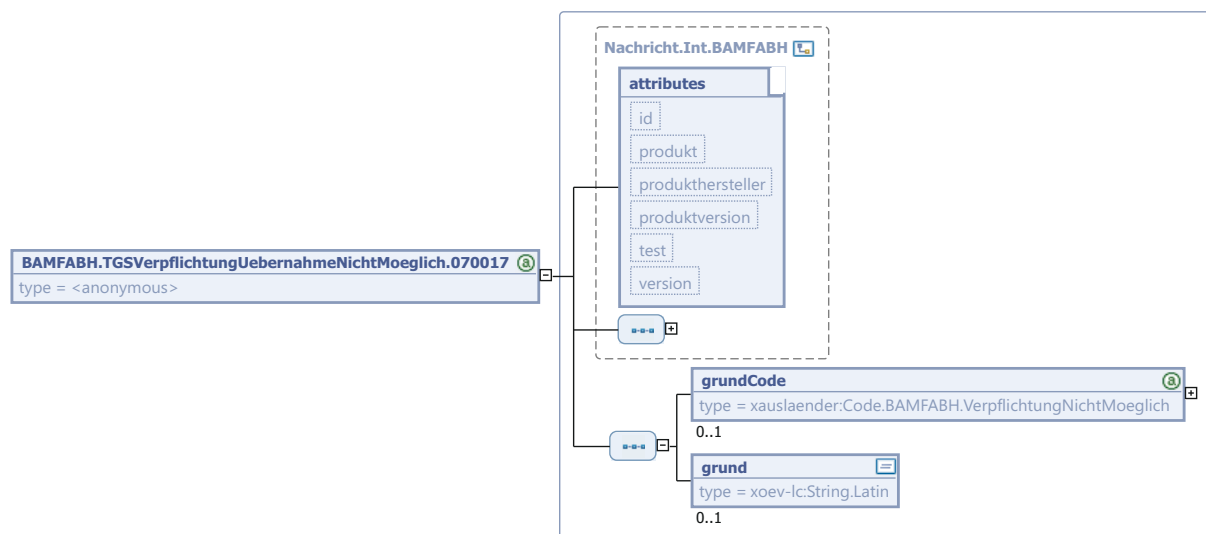 Nachricht.Int.BAMFABH
attributes
id
produkt
produkthersteller
produktversion
test
version
BAMFABH.TGSVerpflichtungUebernahmeNichtMoeglich.070017 a
type = <anonymous>
grundCode a
type = xauslaender:Code.BAMFABH.VerpflichtungNichtMoeglich
0..1
grund
type = xoev-lc:String.Latin
0..1